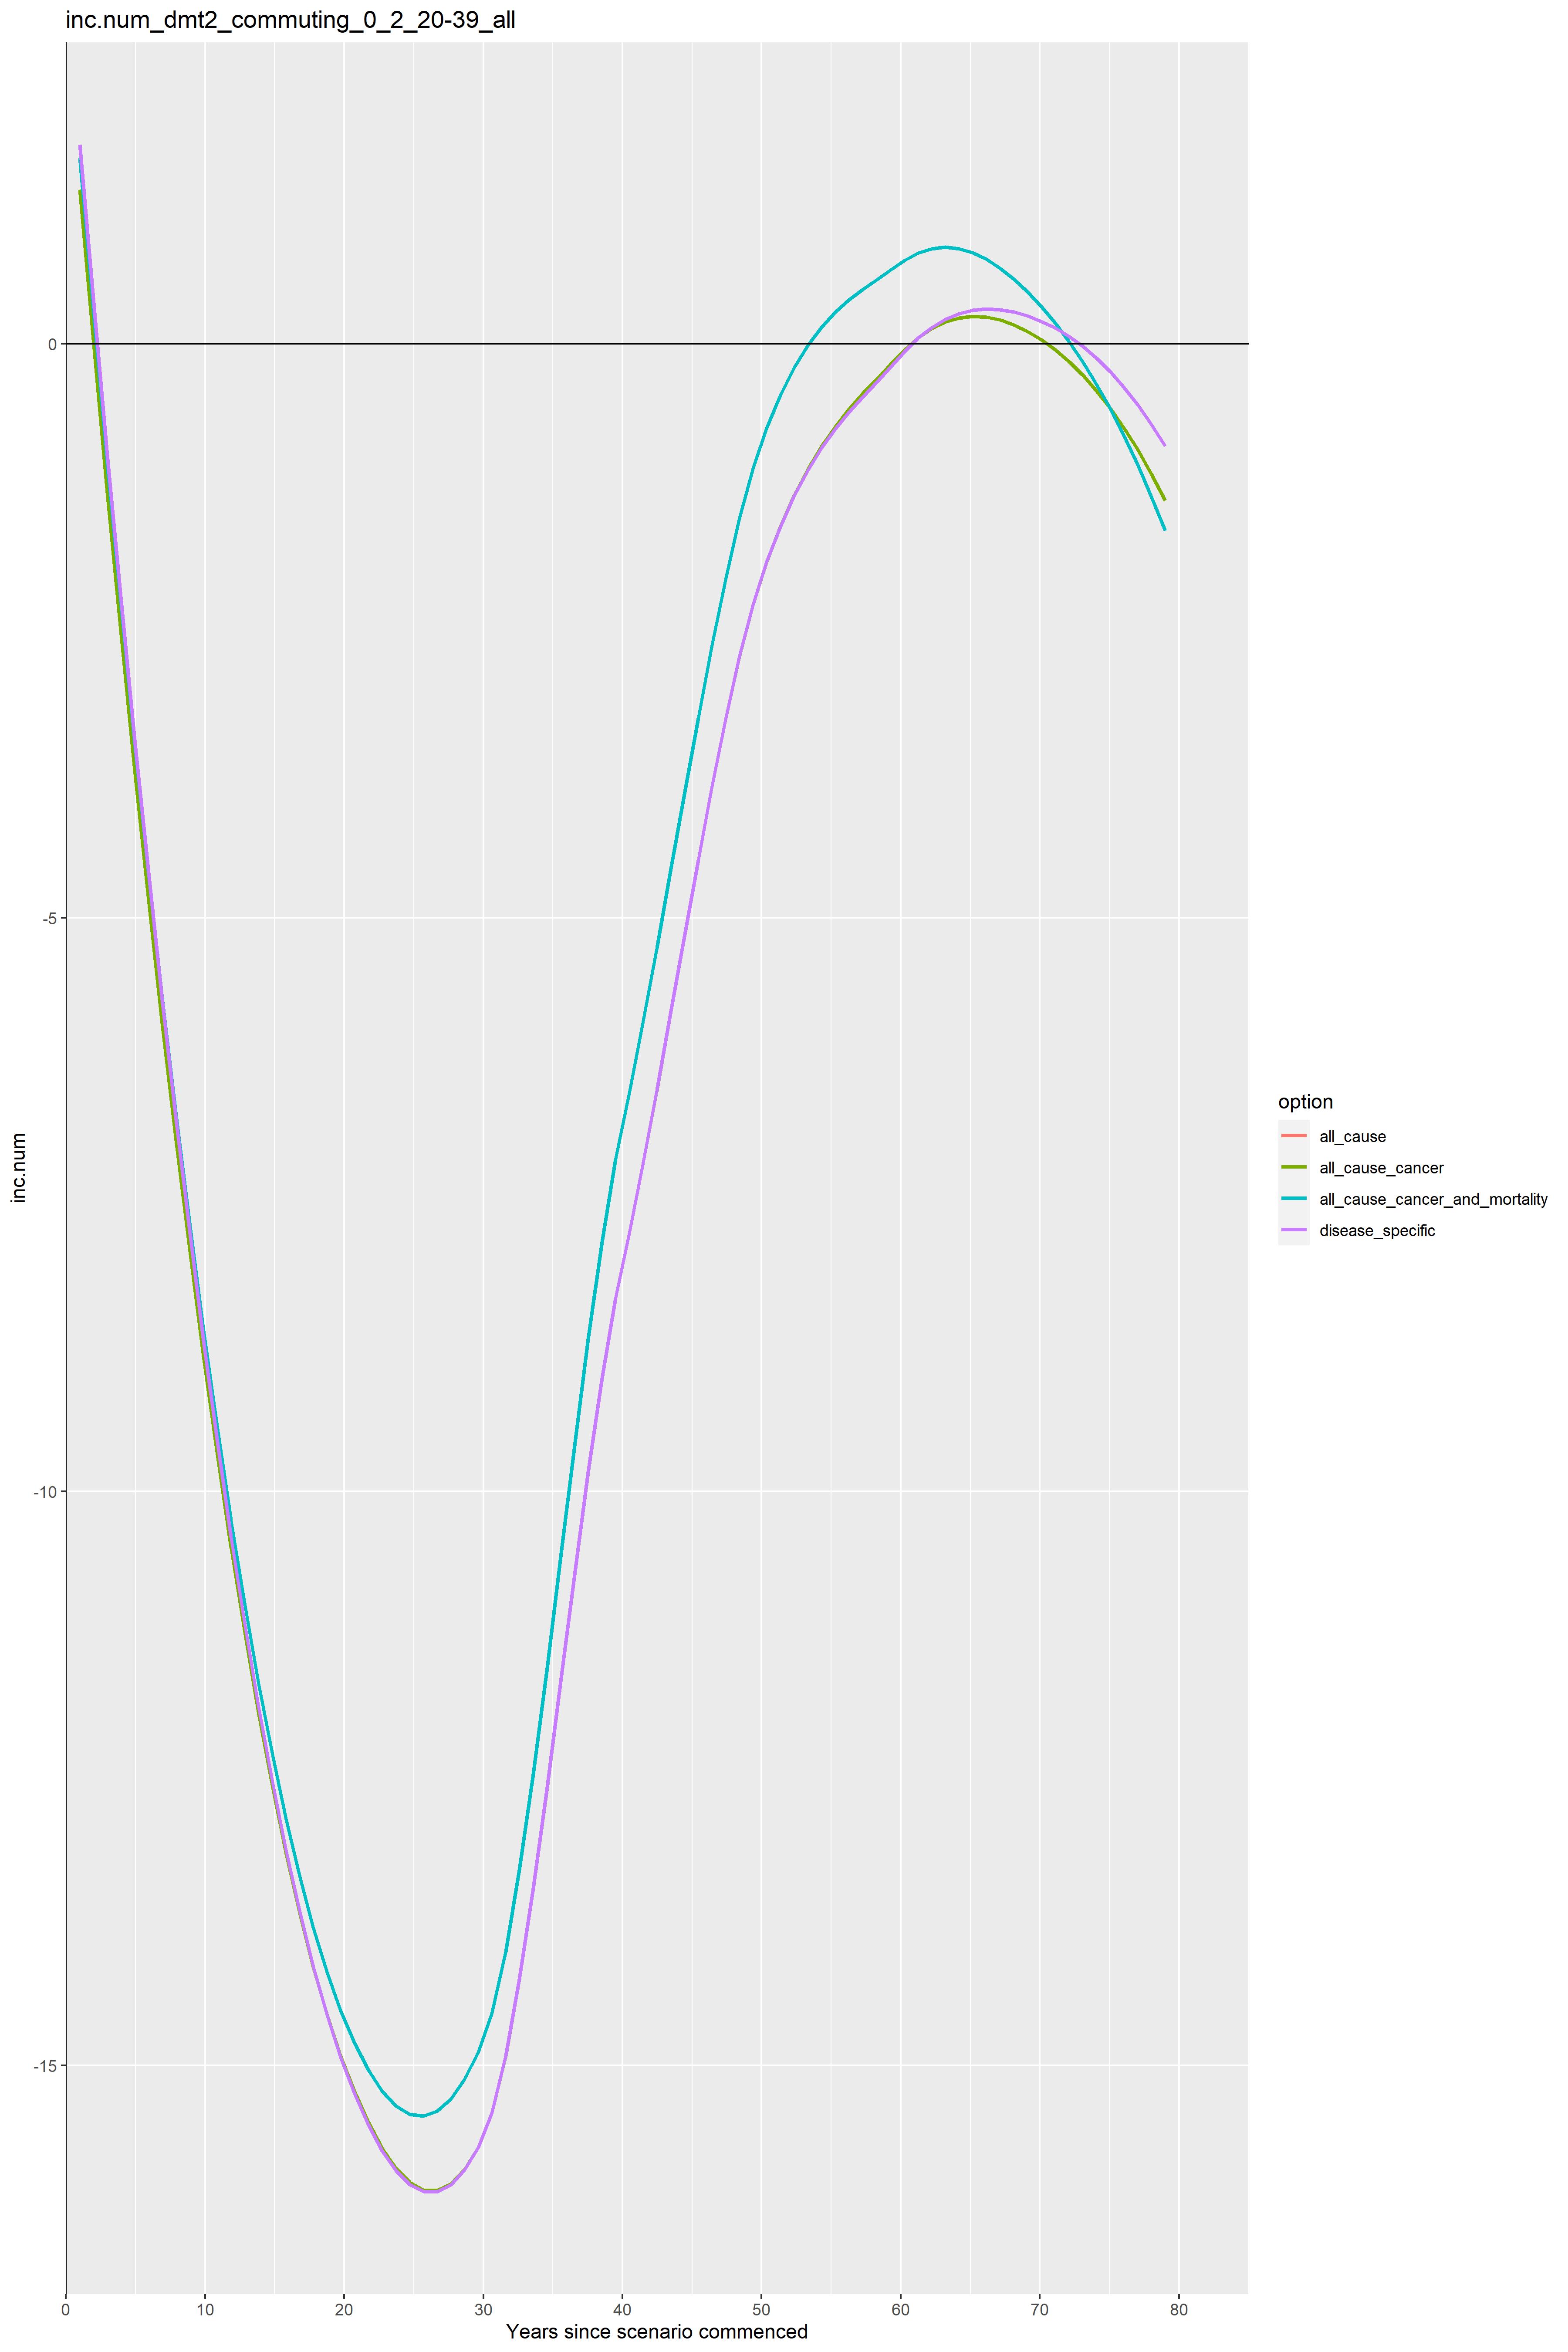 inc.num_dmt2_commuting_0_2_20-39_all
0
-5
-10
-15
inc.num
0 10 20 30 40 50 60 70 80
Years since scenario commenced
option
all_cause
all_cause_cancer
all_cause_cancer_and_mortality
disease_specific